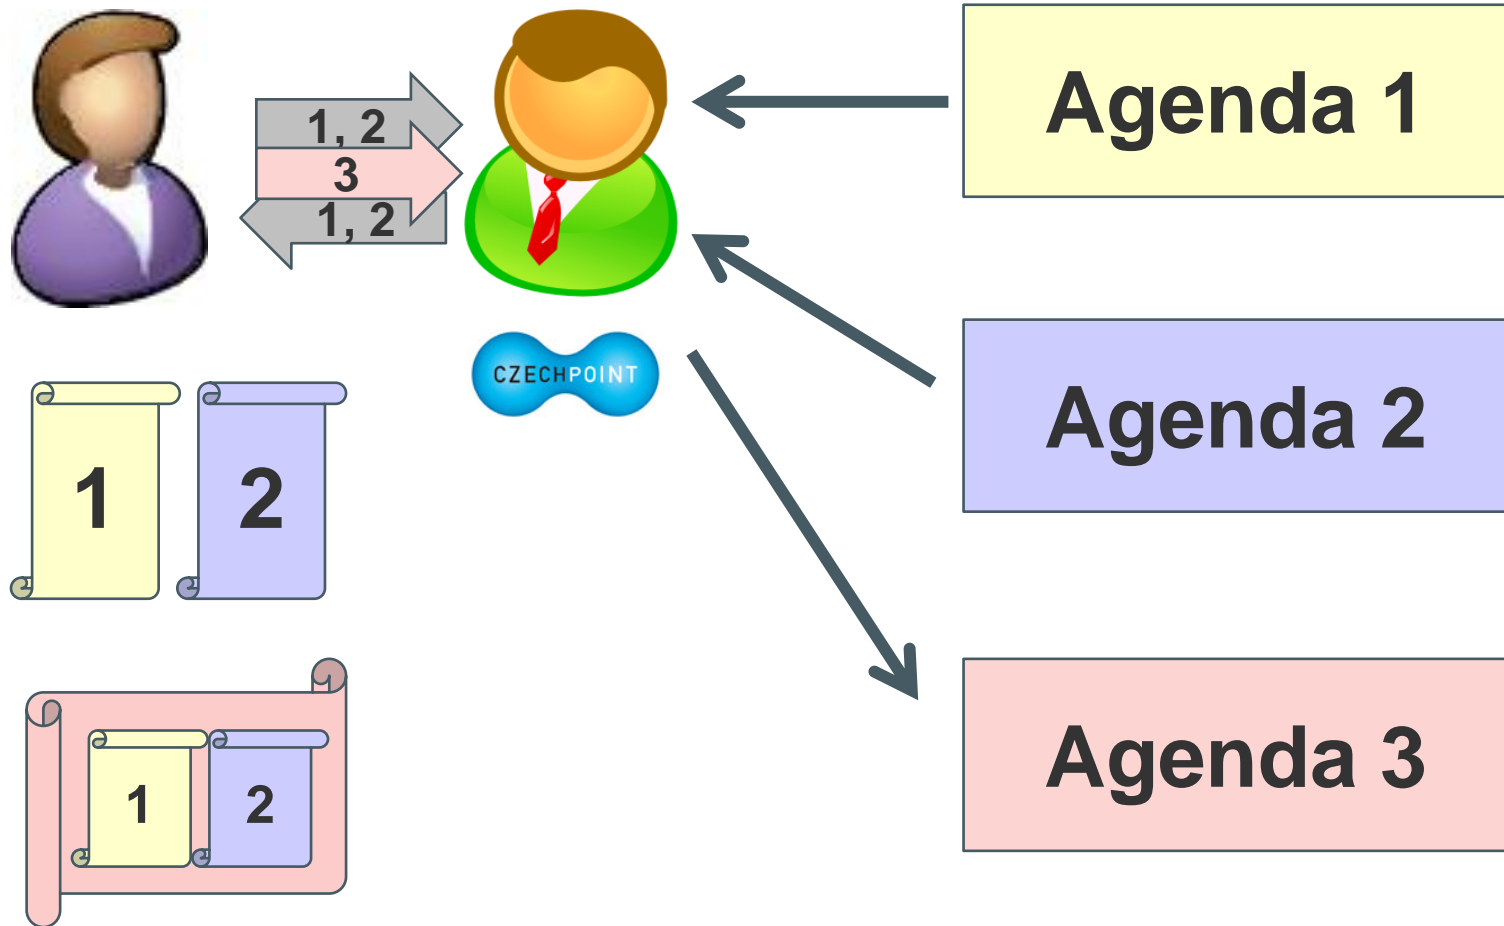 1, 2
3
1, 2
CZECHPOINT
Agenda 1
Agenda 2
Agenda 3
1
2
1
2